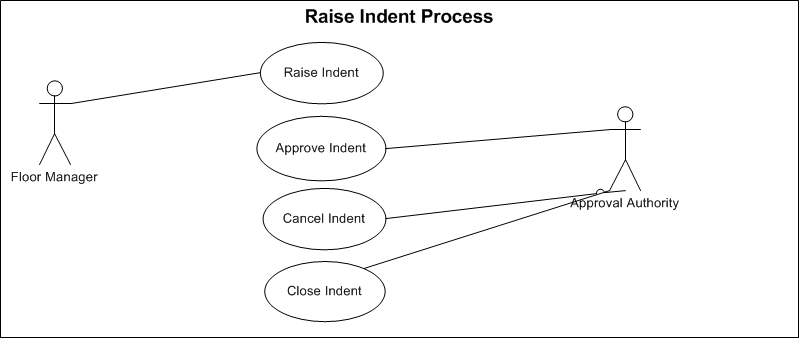 Raise Indent Process
Raise Indent
Approve Indent
Floor Manager
Cancel Indent
Approval Authority
Close Indent